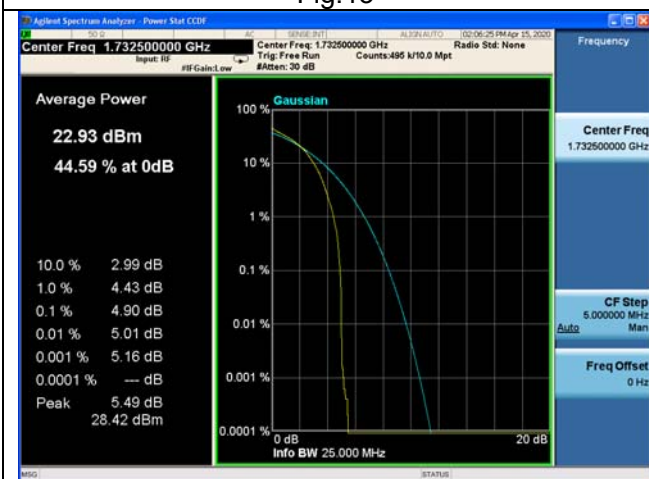 Agilent Spectrum Analyzer - Power Stat CCDF
50 Ω AC SENSE:INT ALIGN AUTO 02:06:25 PM Apr 15, 2020
Center Freq 1.732500000 GHz
Input: RF
#IFGain:Low
Center Freq: 1.732500000 GHz
Radio Std: None
Trig: Free Run
Counts:495 k/10.0 Mpt
#Atten: 30 dB
Frequency
Average Power
22.93 dBm
44.59 % at 0dB
10.0 % 2.99 dB
1.0 % 4.43 dB
0.1 % 4.90 dB
0.01 % 5.01 dB
0.001 % 5.16 dB
0.0001 % --- dB
Peak 5.49 dB
28.42 dBm
Gaussian
100 %
10 %
1 %
0.1 %
0.01 %
0.001 %
0.0001 %
0 dB
20 dB
Info BW 25.000 MHz
Center Freq
1.732500000 GHz
CF Step
5.000000 MHz
Auto Man
Freq Offset
0 Hz
MSG
STATUS